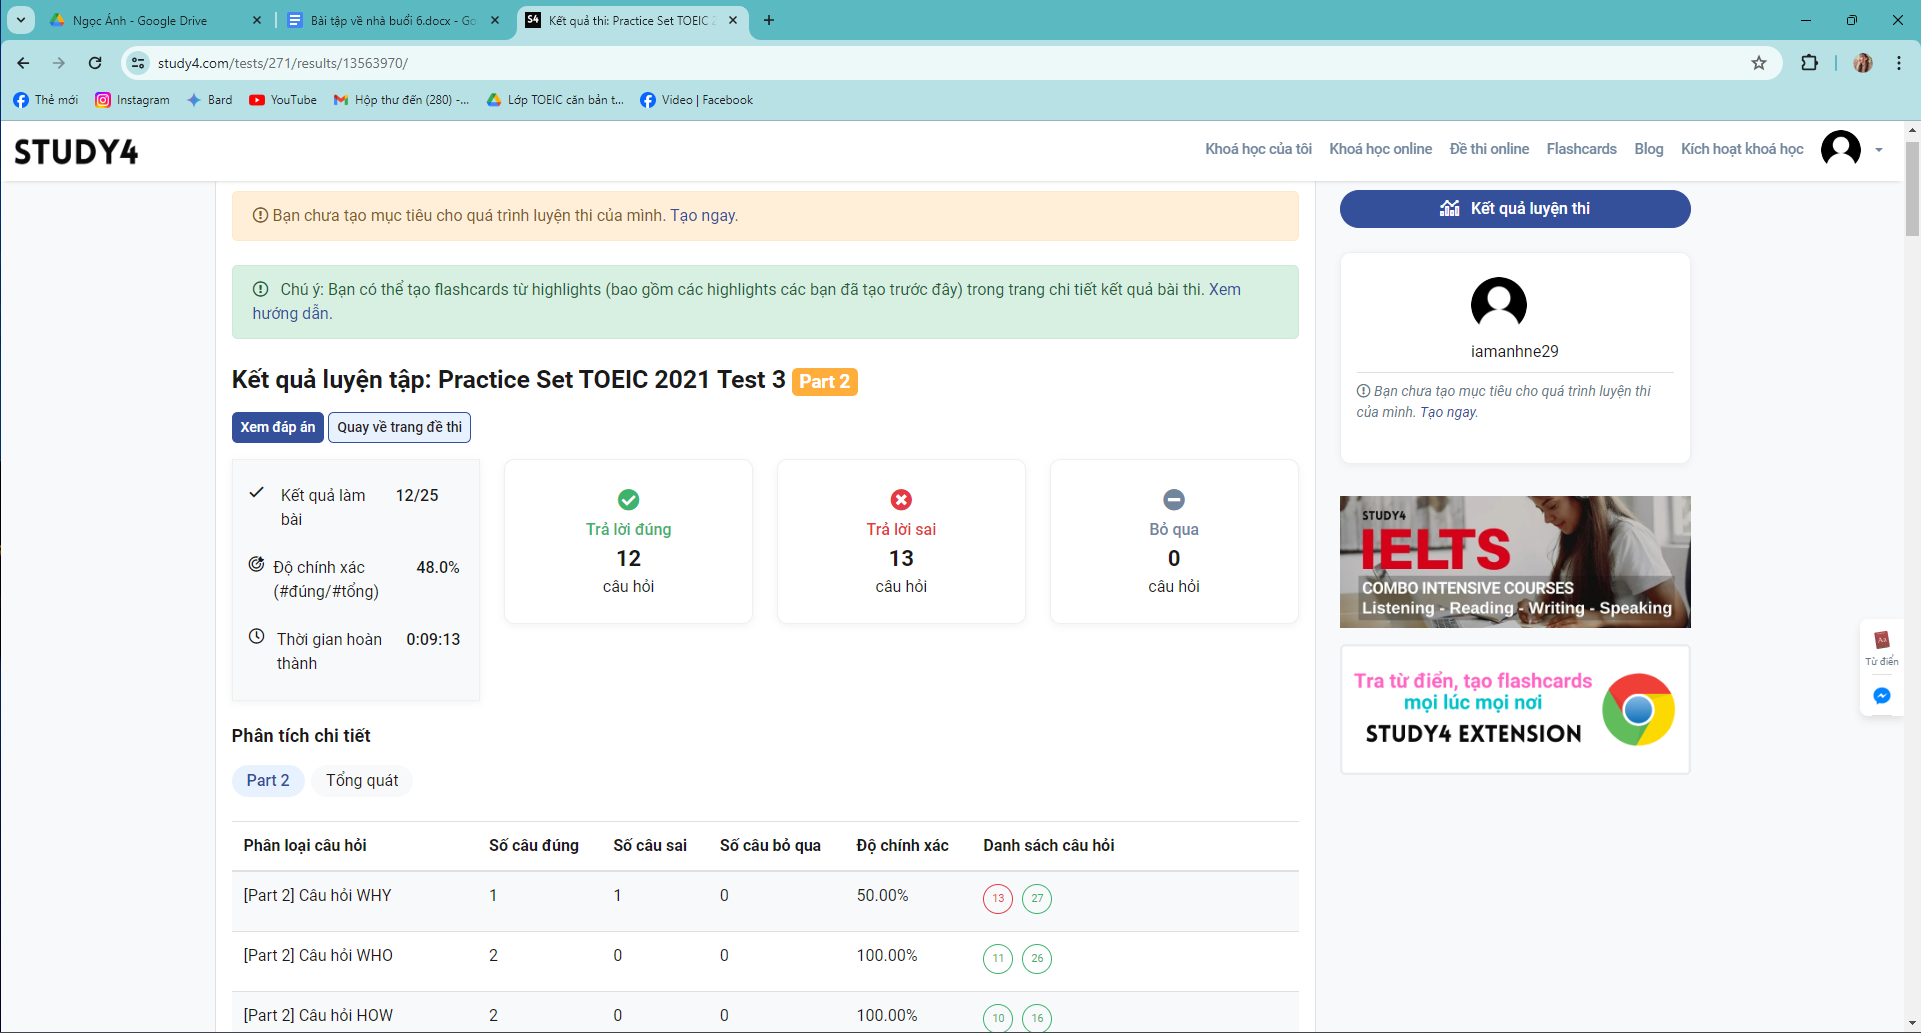 Ngọc Ánh - Google Drive
Bài tập về nhà buổi 6.docx - Go
S4 Kết quả thi: Practice Set TOEIC 2
study4.com/tests/271/results/13563970/
Thẻ mới Instagram Bard YouTube Hộp thư đến (280) -... Lớp TOEIC căn bản t... Video | Facebook
STUDY4
Khoá học của tôi Khoá học online Đề thi online Flashcards Blog Kích hoạt khoá học
Bạn chưa tạo mục tiêu cho quá trình luyện thi của mình. Tạo ngay.
Chú ý: Bạn có thể tạo flashcards từ highlights (bao gồm các highlights các bạn đã tạo trước đây) trong trang chi tiết kết quả bài thi. Xem
hướng dẫn.
Kết quả luyện tập: Practice Set TOEIC 2021 Test 3 Part 2
Xem đáp án Quay về trang đề thi
Kết quả làm 12/25
bài
Độ chính xác 48.0%
(#đúng/#tổng)
Thời gian hoàn 0:09:13
thành
Trả lời đúng
12
câu hỏi
Trả lời sai
13
câu hỏi
Bỏ qua
0
câu hỏi
Phân tích chi tiết
Part 2 Tổng quát
Phân loại câu hỏi Số câu đúng Số câu sai Số câu bỏ qua Độ chính xác Danh sách câu hỏi
[Part 2] Câu hỏi WHY 1 1 0 50.00% 13 27
[Part 2] Câu hỏi WHO 2 0 0 100.00% 11 26
[Part 2] Câu hỏi HOW 2 0 0 100.00% 10 16
Kết quả luyện thi
iamanhne29
Bạn chưa tạo mục tiêu cho quá trình luyện thi
của mình. Tạo ngay.
STUDY4
IELTS
COMBO INTENSIVE COURSES
Listening - Reading - Writing - Speaking
Tra từ điển, tạo flashcards
mọi lúc mọi nơi
STUDY4 EXTENSION
Aa
Từ điển